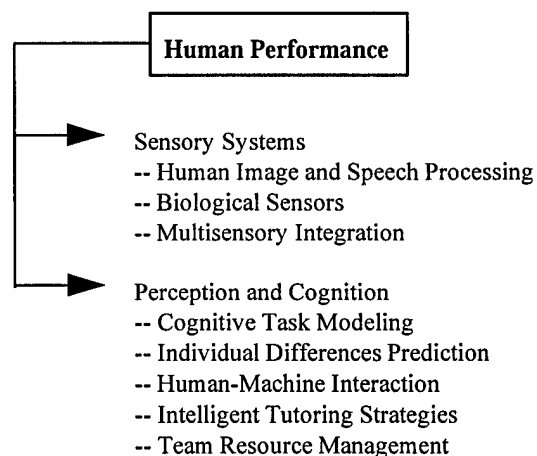 Human Performance
Sensory Systems
-- Human Image and Speech Processing
-- Biological Sensors
-- Multisensory Integration
Perception and Cognition
-- Cognitive Task Modeling
-- Individual Differences Prediction
-- Human-Machine Interaction
-- Intelligent Tutoring Strategies
-- Team Resource Management